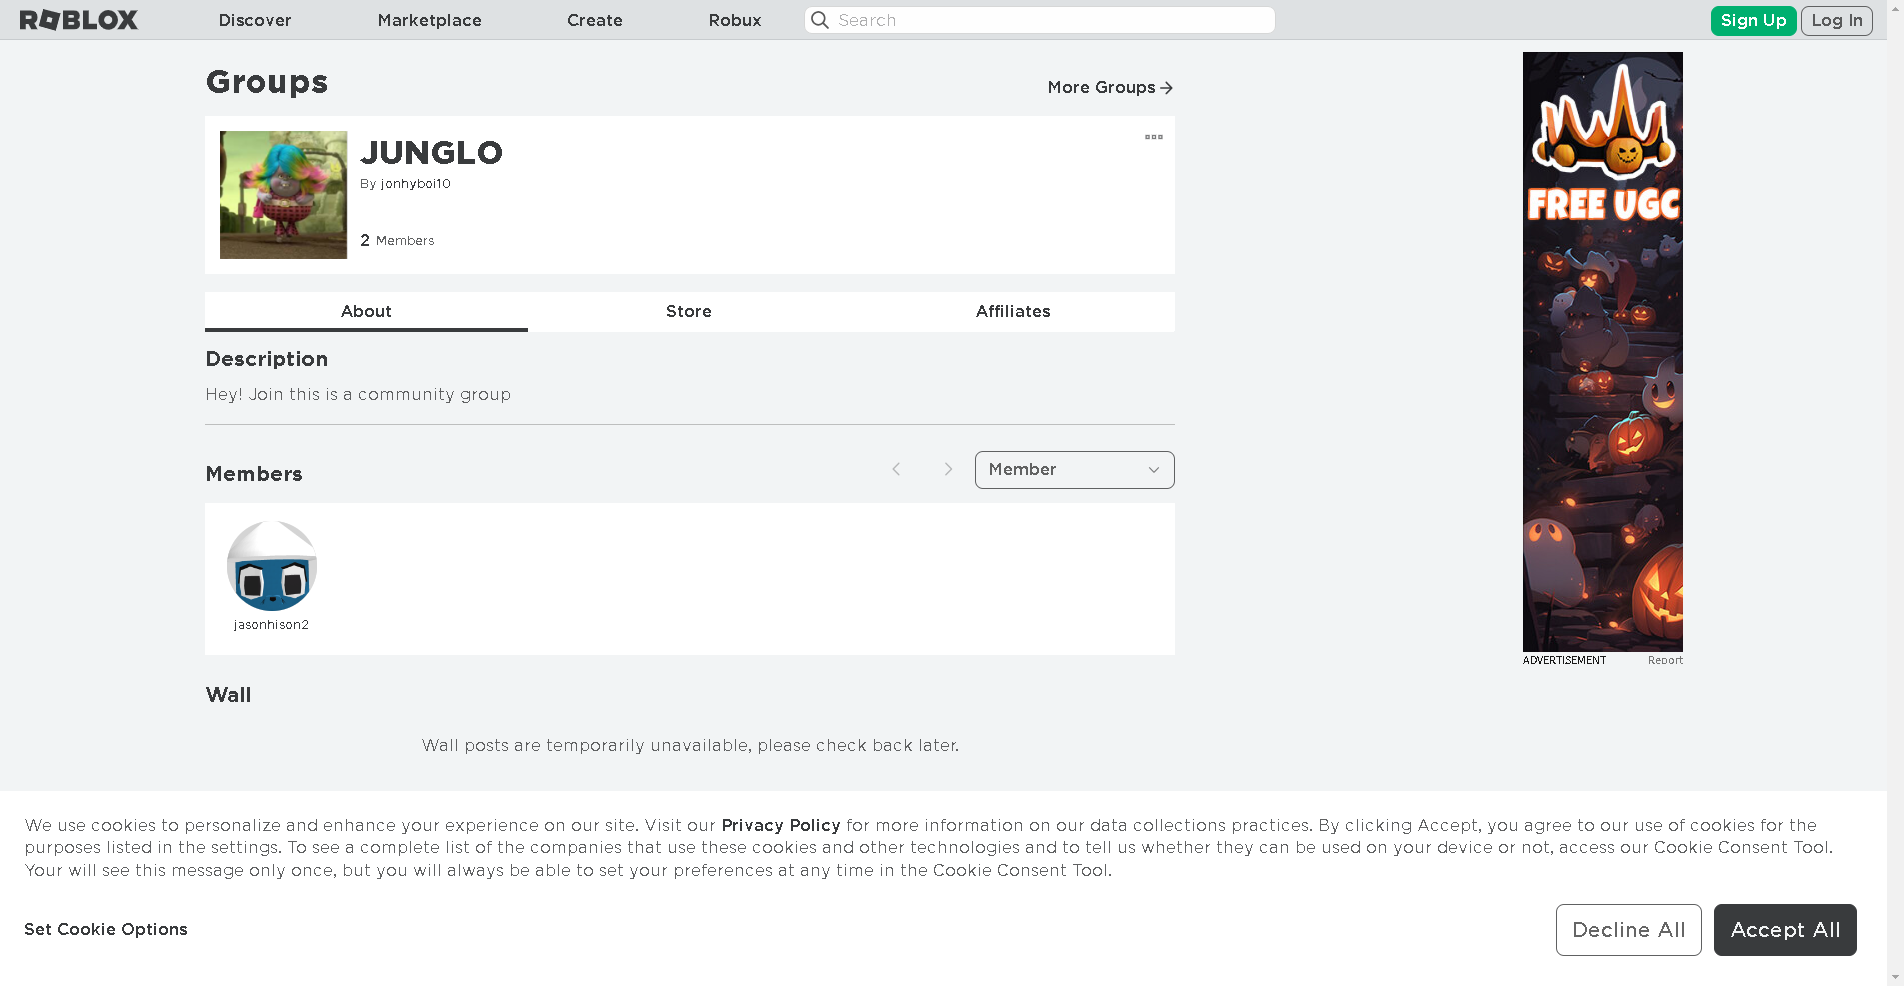 ROBLOX
Discover
Marketplace
Create
Robux
Search
Sign Up
Log In
Groups
More Groups
JUNGLO
By jonhyboi10
2 Members
About
Store
Affiliates
Description
Hey! Join this is a community group
Members
Member
jasonhison2
Wall
Wall posts are temporarily unavailable, please check back later.
FREE UGC
ADVERTISEMENT
Report
We use cookies to personalize and enhance your experience on our site. Visit our Privacy Policy for more information on our data collections practices. By clicking Accept, you agree to our use of cookies for the
purposes listed in the settings. To see a complete list of the companies that use these cookies and other technologies and to tell us whether they can be used on your device or not, access our Cookie Consent Tool.
Your will see this message only once, but you will always be able to set your preferences at any time in the Cookie Consent Tool.
Set Cookie Options
Decline All
Accept All